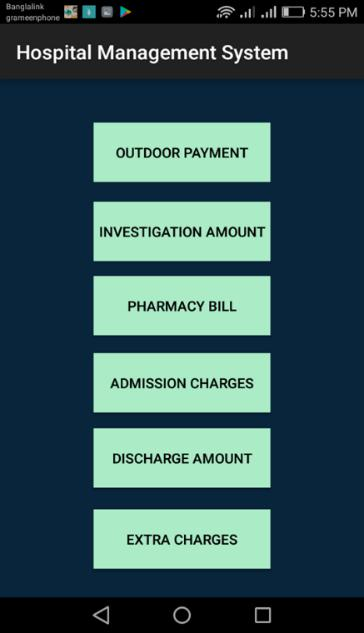 Banglalink
grameenphone
5:55 PM
Hospital Management System
OUTDOOR PAYMENT
INVESTIGATION AMOUNT
PHARMACY BILL
ADMISSION CHARGES
DISCHARGE AMOUNT
EXTRA CHARGES